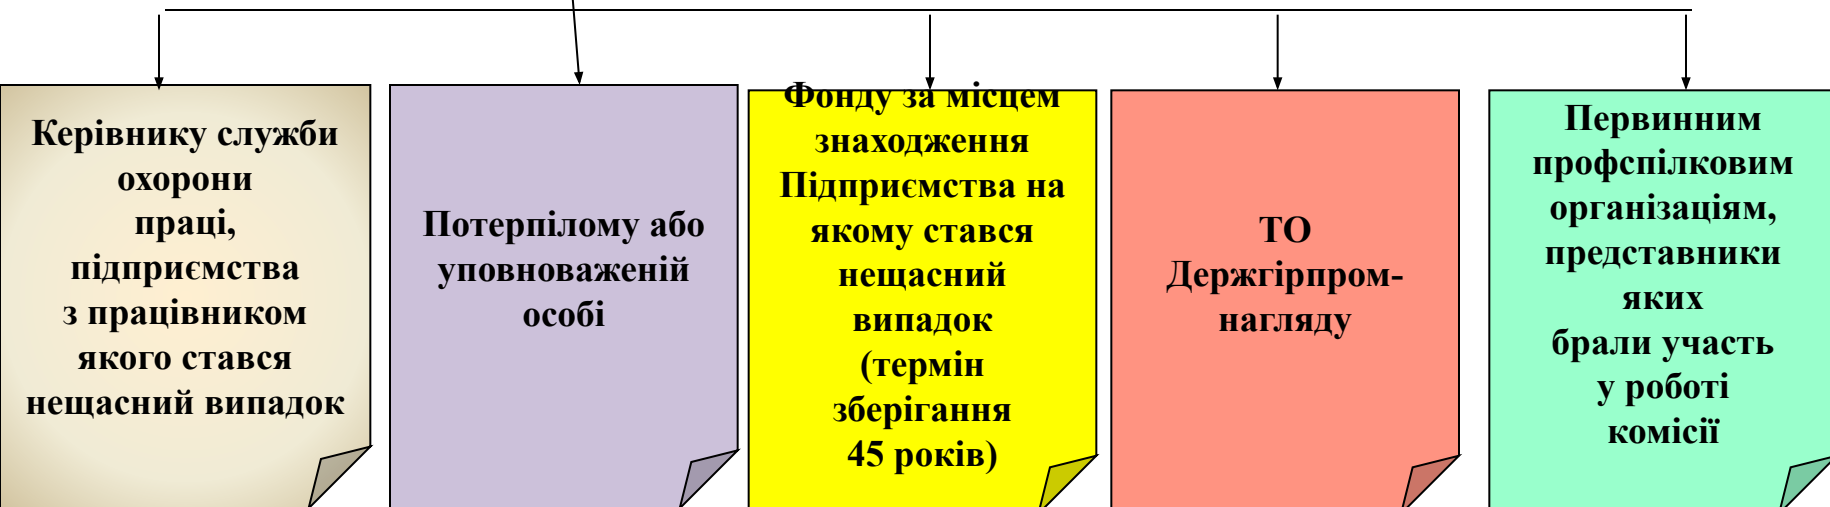 Керівнику служби
охорони
праці,
підприємства
з працівником
якого стався
нещасний випадок
Потерпілому або
уповноваженій
особі
Фонду за місцем
знаходження
Підприємства на
якому стався
нещасний
випадок
(термін
зберігання
45 років)
ТО
Держгірпром-
нагляду
Первинним
профспілковим
організаціям,
представники
яких
брали участь
у роботі
комісії